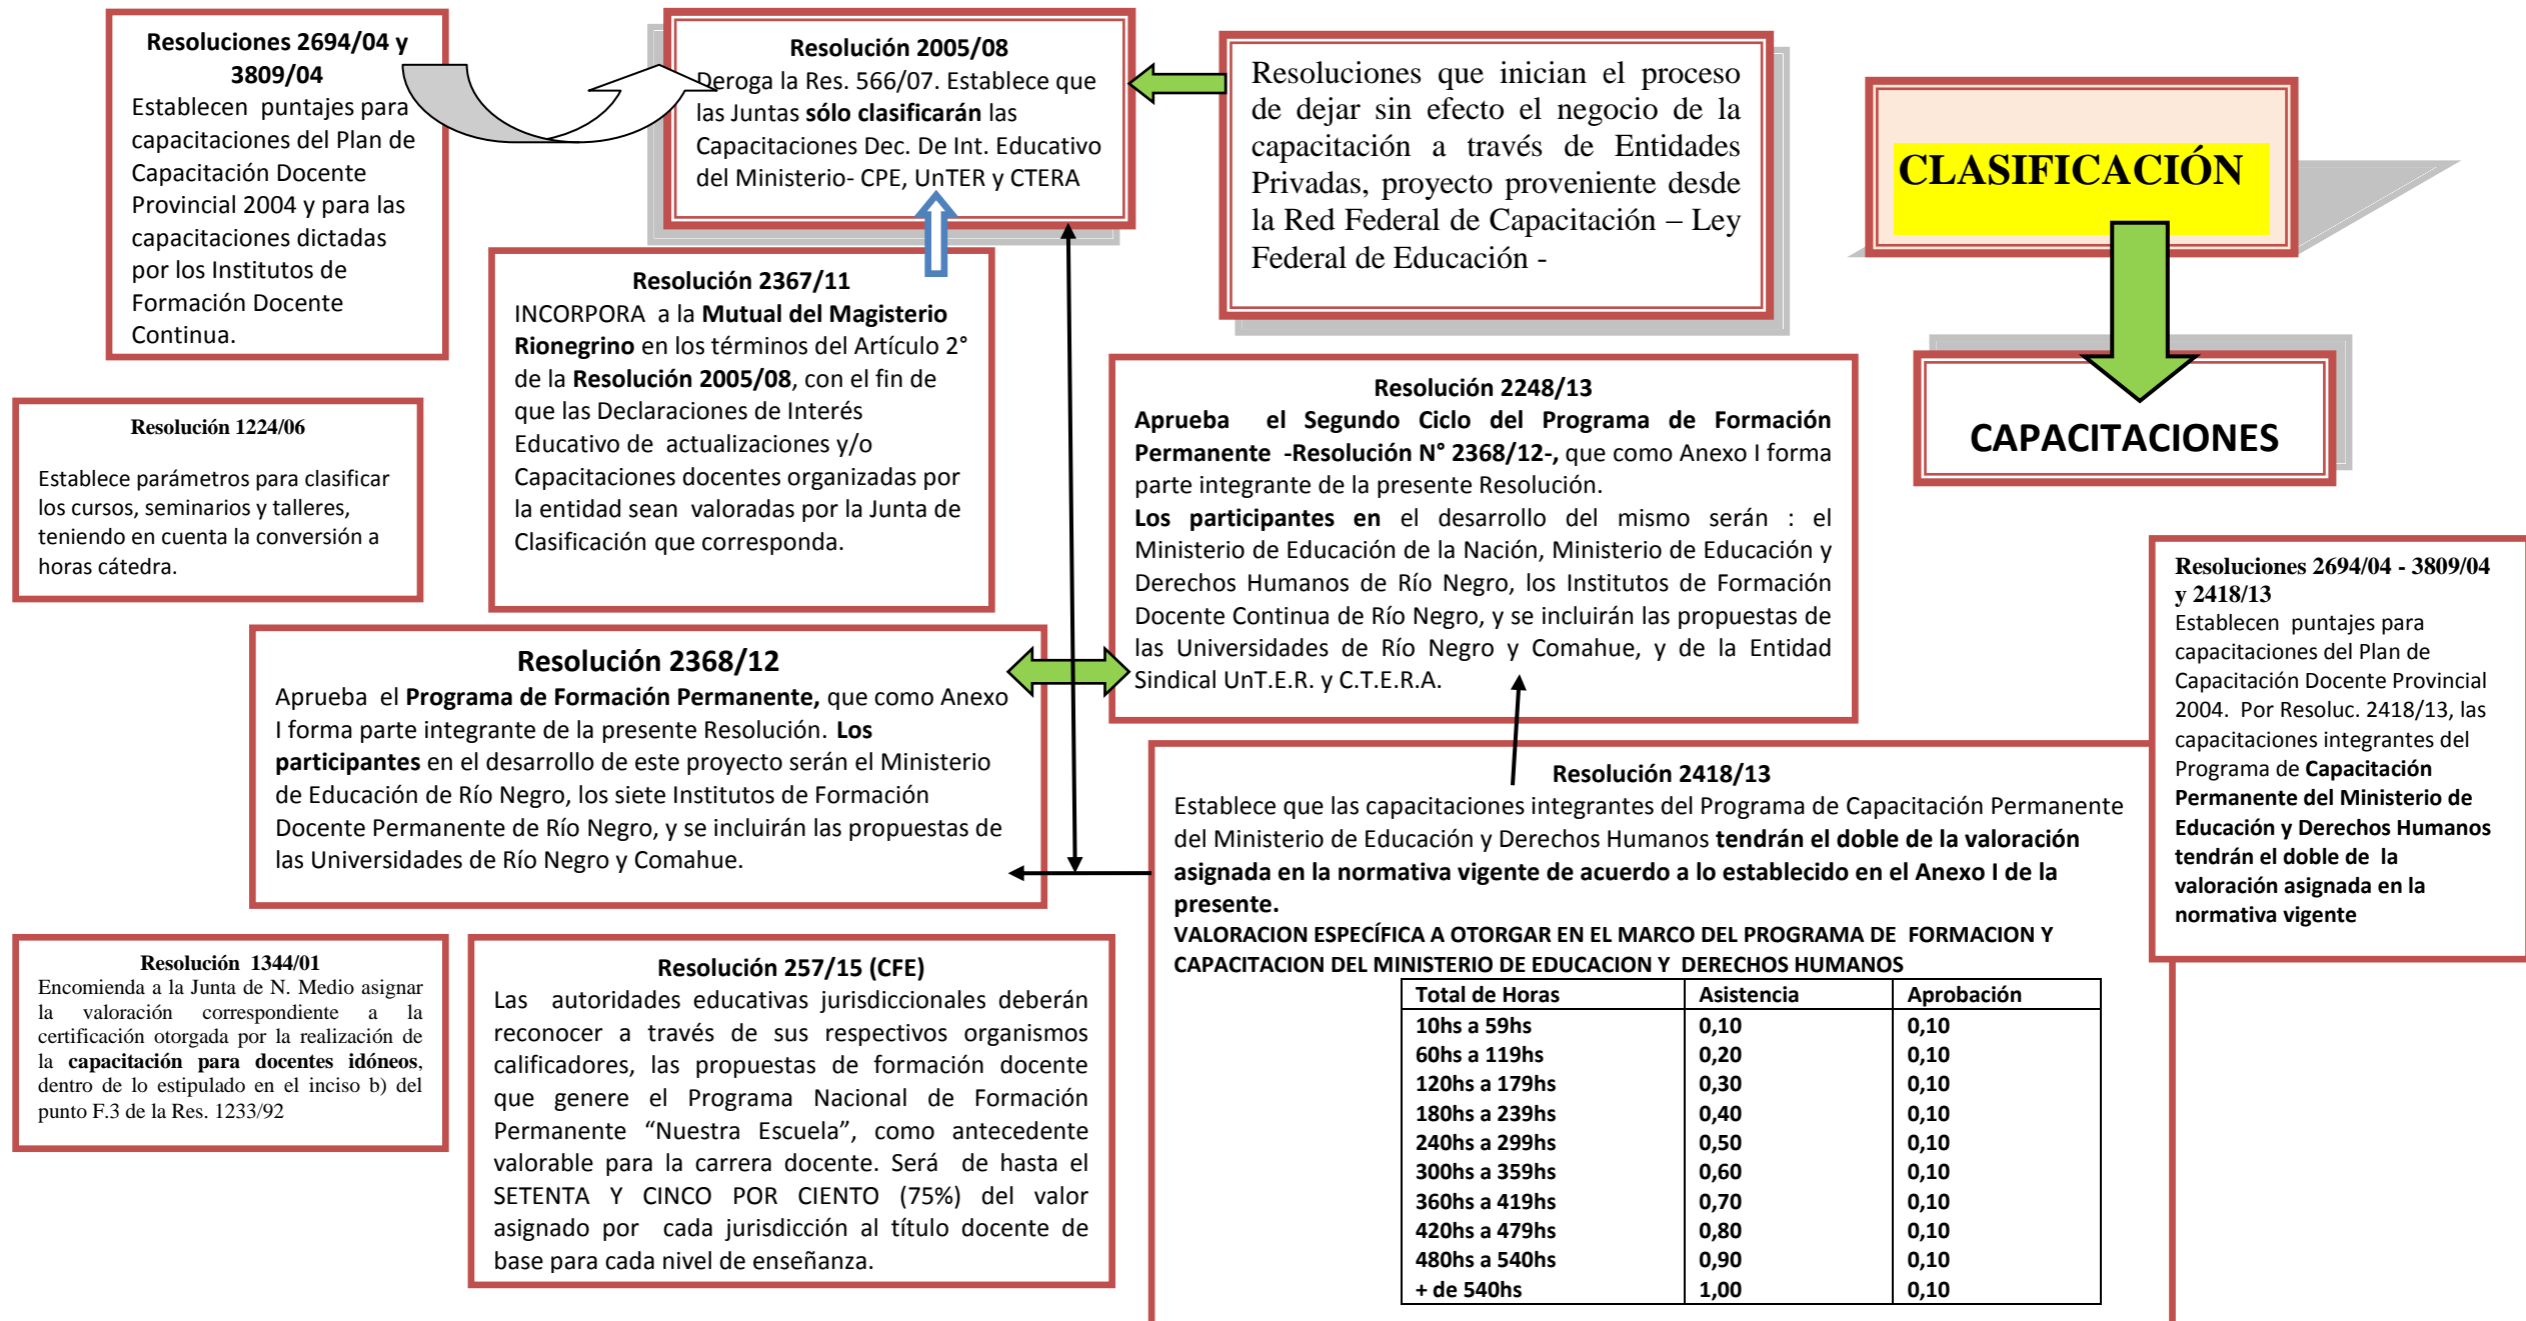 Resoluciones 2694/04 y
3809/04
Establecen puntajes para
capacitaciones del Plan de
Capacitación Docente
Provincial 2004 y para las
capacitaciones dictadas
por los Institutos de
Formación Docente
Continua.
Resolución 2005/08
Deroga la Res. 566/07. Establece que
las Juntas sólo clasificarán las
Capacitaciones Dec. De Int. Educativo
del Ministerio- CPE, UnTER y CTERA
Resoluciones que inician el proceso
de dejar sin efecto el negocio de la
capacitación a través de Entidades
Privadas, proyecto proveniente desde
la Red Federal de Capacitación – Ley
Federal de Educación -
CLASIFICACIÓN
CAPACITACIONES
Resolución 2367/11
INCORPORA a la Mutual del Magisterio
Rionegrino en los términos del Artículo 2°
de la Resolución 2005/08, con el fin de
que las Declaraciones de Interés
Educativo de actualizaciones y/o
Capacitaciones docentes organizadas por
la entidad sean valoradas por la Junta de
Clasificación que corresponda.
Resolución 1224/06
Establece parámetros para clasificar
los cursos, seminarios y talleres,
teniendo en cuenta la conversión a
horas cátedra.
Resolución 2248/13
Aprueba el Segundo Ciclo del Programa de Formación
Permanente -Resolución N° 2368/12-, que como Anexo I forma
parte integrante de la presente Resolución.
Los participantes en el desarrollo del mismo serán : el
Ministerio de Educación de la Nación, Ministerio de Educación y
Derechos Humanos de Río Negro, los Institutos de Formación
Docente Continua de Río Negro, y se incluirán las propuestas de
las Universidades de Río Negro y Comahue, y de la Entidad
Sindical UnT.E.R. y C.T.E.R.A.
Resoluciones 2694/04 - 3809/04
y 2418/13
Establecen puntajes para
capacitaciones del Plan de
Capacitación Docente Provincial
2004. Por Resoluc. 2418/13, las
capacitaciones integrantes del
Programa de Capacitación
Permanente del Ministerio de
Educación y Derechos Humanos
tendrán el doble de la
valoración asignada en la
normativa vigente
Resolución 2368/12
Aprueba el Programa de Formación Permanente, que como Anexo
I forma parte integrante de la presente Resolución. Los
participantes en el desarrollo de este proyecto serán el Ministerio
de Educación de Río Negro, los siete Institutos de Formación
Docente Permanente de Río Negro, y se incluirán las propuestas de
las Universidades de Río Negro y Comahue.
Resolución 2418/13
Establece que las capacitaciones integrantes del Programa de Capacitación Permanente
del Ministerio de Educación y Derechos Humanos tendrán el doble de la valoración
asignada en la normativa vigente de acuerdo a lo establecido en el Anexo I de la
presente.
VALORACION ESPECÍFICA A OTORGAR EN EL MARCO DEL PROGRAMA DE FORMACION Y
CAPACITACION DEL MINISTERIO DE EDUCACION Y DERECHOS HUMANOS
Total de Horas Asistencia Aprobación
10hs a 59hs 0,10 0,10
60hs a 119hs 0,20 0,10
120hs a 179hs 0,30 0,10
180hs a 239hs 0,40 0,10
240hs a 299hs 0,50 0,10
300hs a 359hs 0,60 0,10
360hs a 419hs 0,70 0,10
420hs a 479hs 0,80 0,10
480hs a 540hs 0,90 0,10
+ de 540hs 1,00 0,10
Resolución 1344/01
Encomienda a la Junta de N. Medio asignar
la valoración correspondiente a la
certificación otorgada por la realización de
la capacitación para docentes idóneos,
dentro de lo estipulado en el inciso b) del
punto F.3 de la Res. 1233/92
Resolución 257/15 (CFE)
Las autoridades educativas jurisdiccionales deberán
reconocer a través de sus respectivos organismos
calificadores, las propuestas de formación docente
que genere el Programa Nacional de Formación
Permanente “Nuestra Escuela”, como antecedente
valorable para la carrera docente. Será de hasta el
SETENTA Y CINCO POR CIENTO (75%) del valor
asignado por cada jurisdicción al título docente de
base para cada nivel de enseñanza.